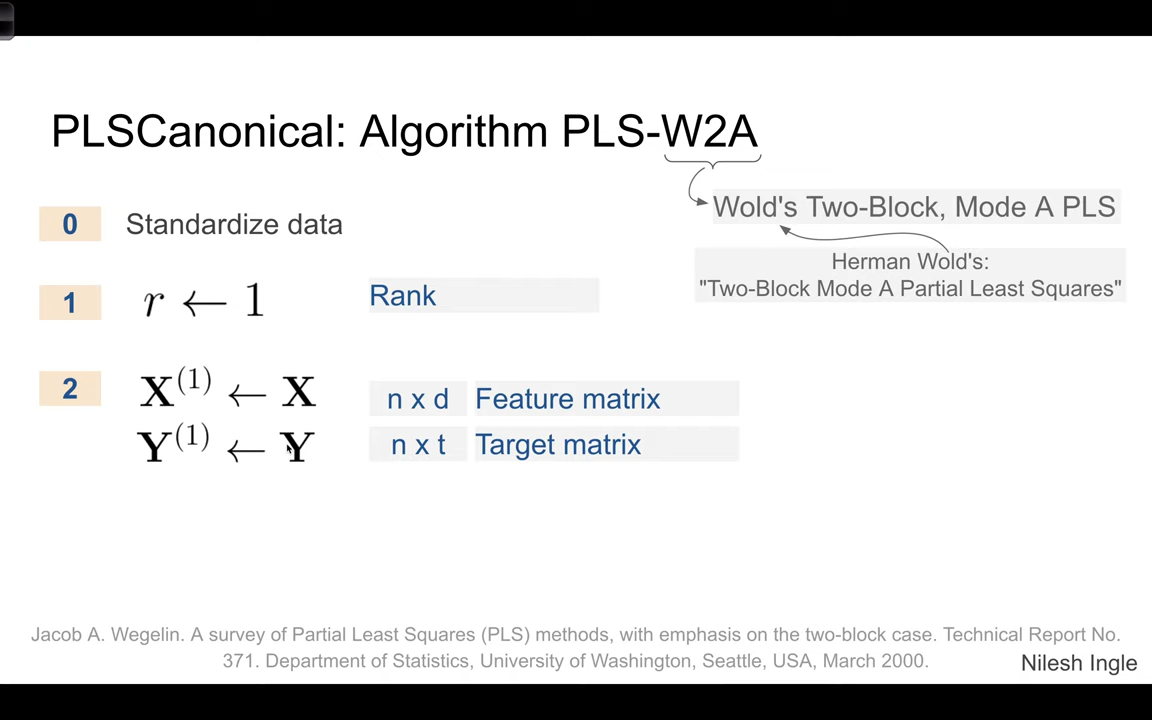 PLSCanonical: Algorithm PLS-W2A
Wold's Two-Block, Mode A PLS
Herman Wold's:
"Two-Block Mode A Partial Least Squares"
0 Standardize data
1 r ← 1 Rank
2 X^(1) ← X n x d Feature matrix
Y^(1) ← Y n x t Target matrix
Jacob A. Wegelin. A survey of Partial Least Squares (PLS) methods, with emphasis on the two-block case. Technical Report No.
371. Department of Statistics, University of Washington, Seattle, USA, March 2000.
Nilesh Ingle